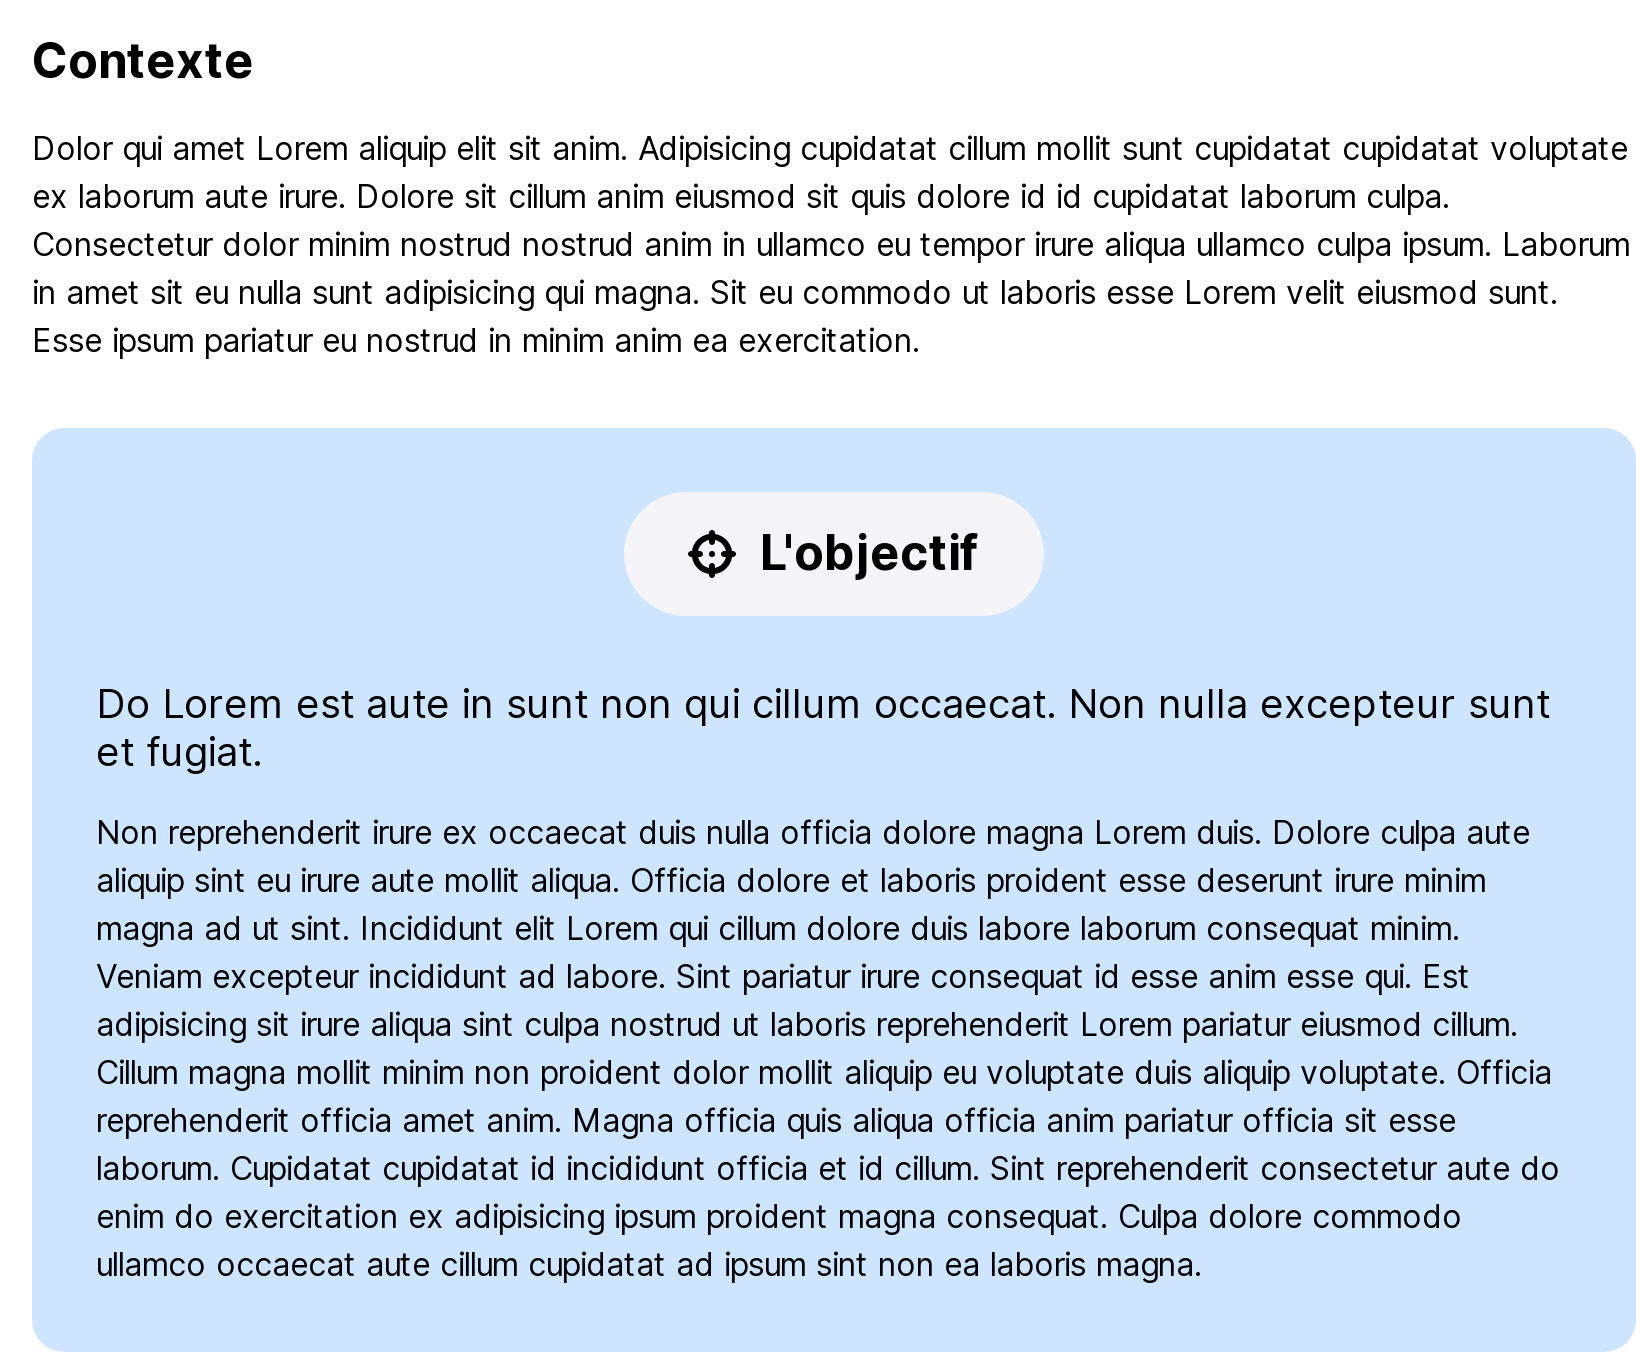 Contexte
Dolor qui amet Lorem aliquip elit sit anim. Adipisicing cupidatat cillum mollit sunt cupidatat cupidatat voluptate
ex laborum aute irure. Dolore sit cillum anim eiusmod sit quis dolore id id cupidatat laborum culpa.
Consectetur dolor minim nostrud nostrud anim in ullamco eu tempor irure aliqua ullamco culpa ipsum. Laborum
in amet sit eu nulla sunt adipisicing qui magna. Sit eu commodo ut laboris esse Lorem velit eiusmod sunt.
Esse ipsum pariatur eu nostrud in minim anim ea exercitation.
L'objectif
Do Lorem est aute in sunt non qui cillum occaecat. Non nulla excepteur sunt
et fugiat.
Non reprehenderit irure ex occaecat duis nulla officia dolore magna Lorem duis. Dolore culpa aute
aliquip sint eu irure aute mollit aliqua. Officia dolore et laboris proident esse deserunt irure minim
magna ad ut sint. Incididunt elit Lorem qui cillum dolore duis labore laborum consequat minim.
Veniam excepteur incididunt ad labore. Sint pariatur irure consequat id esse anim esse qui. Est
adipisicing sit irure aliqua sint culpa nostrud ut laboris reprehenderit Lorem pariatur eiusmod cillum.
Cillum magna mollit minim non proident dolor mollit aliquip eu voluptate duis aliquip voluptate. Officia
reprehenderit officia amet anim. Magna officia quis aliqua officia anim pariatur officia sit esse
laborum. Cupidatat cupidatat id incididunt officia et id cillum. Sint reprehenderit consectetur aute do
enim do exercitation ex adipisicing ipsum proident magna consequat. Culpa dolore commodo
ullamco occaecat aute cillum cupidatat ad ipsum sint non ea laboris magna.